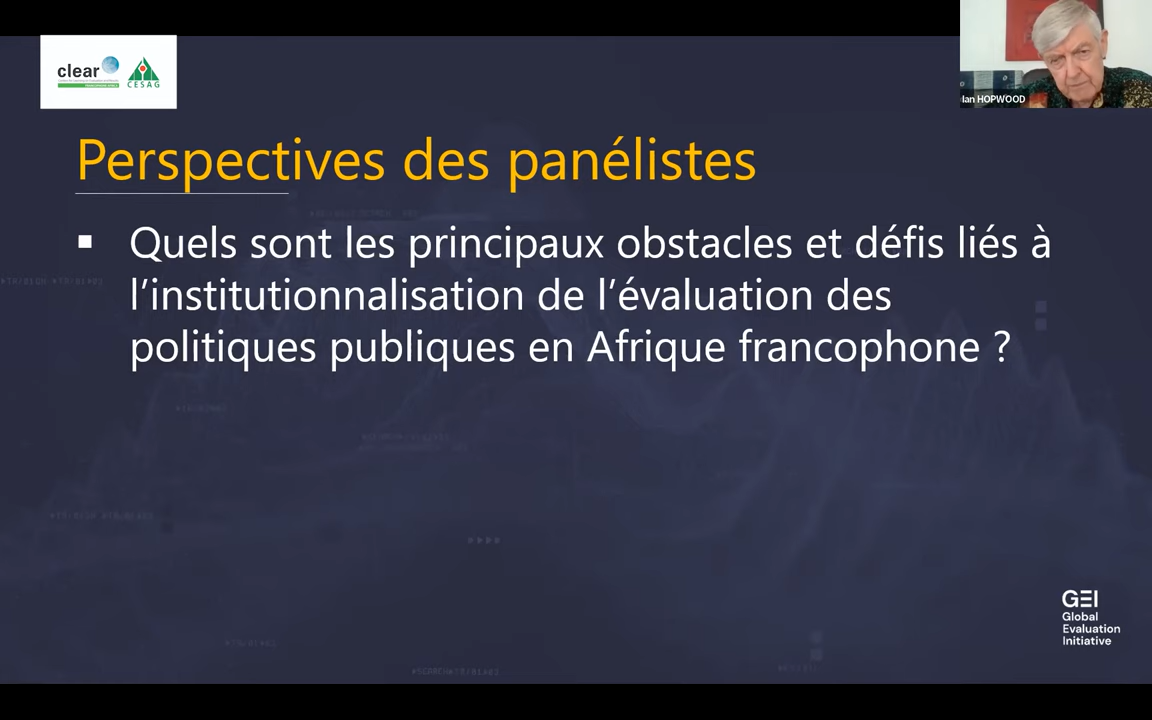 clear
CESAG
Ian HOPWOOD
Perspectives des panélistes
▪ Quels sont les principaux obstacles et défis liés à
l’institutionnalisation de l’évaluation des
politiques publiques en Afrique francophone ?
GEI
Global
Evaluation
Initiative